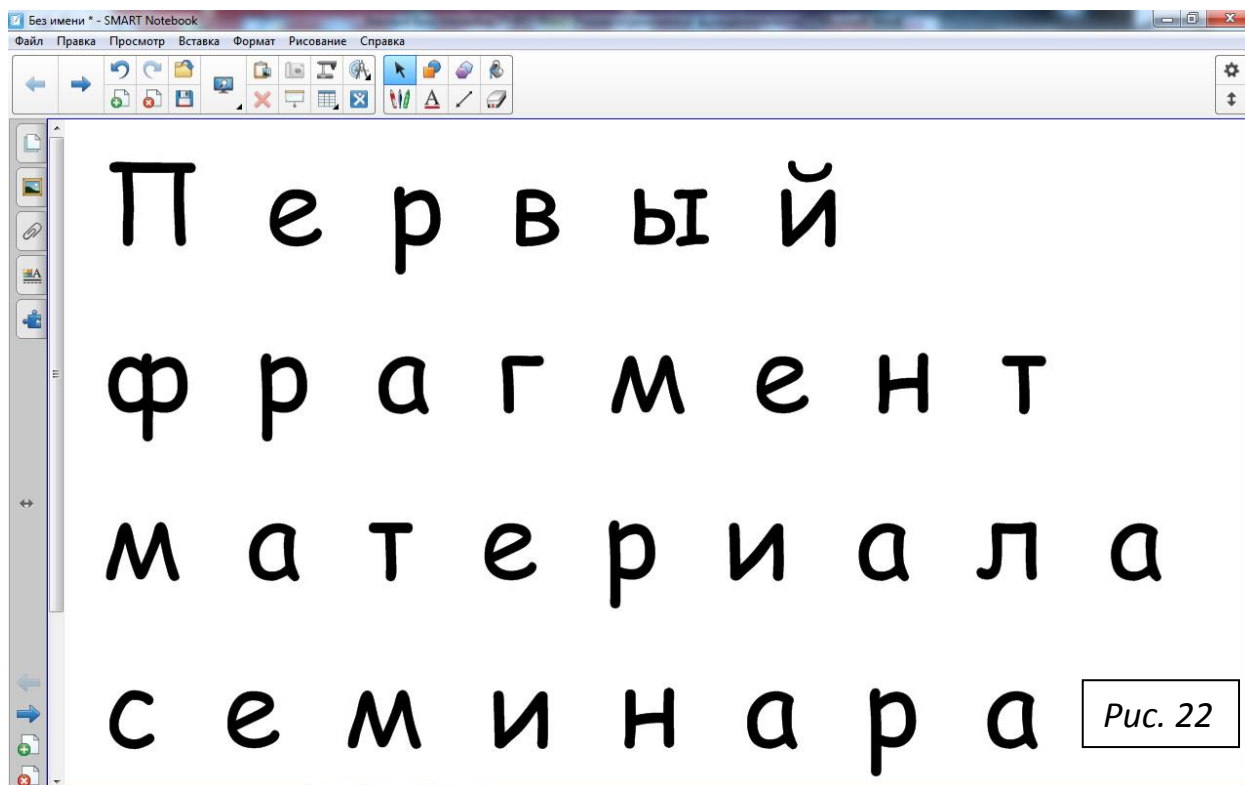 Без имени * - SMART Notebook
Файл Правка Просмотр Вставка Формат Рисование Справка
П е р в ы й
ф р а г м е н т
м а т е р и а л а
с е м и н а р а
Рис. 22